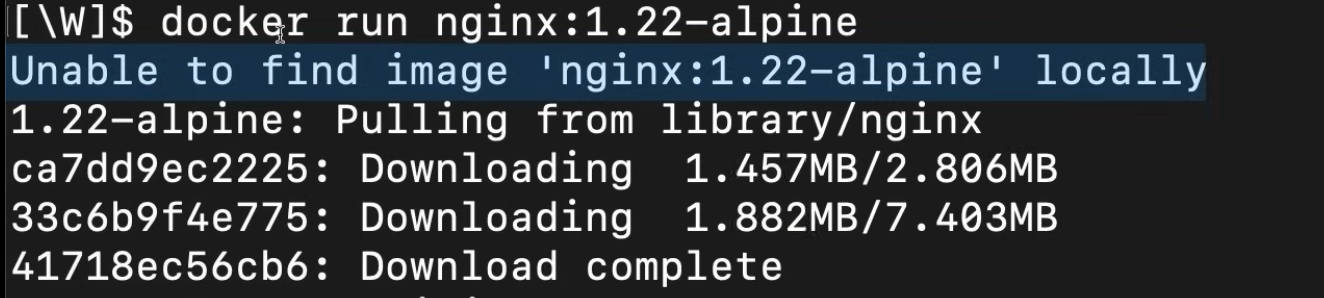 [\W]$ docker run nginx:1.22-alpine
Unable to find image 'nginx:1.22-alpine' locally
1.22-alpine: Pulling from library/nginx
ca7dd9ec2225: Downloading  1.457MB/2.806MB
33c6b9f4e775: Downloading  1.882MB/7.403MB
41718ec56cb6: Download complete